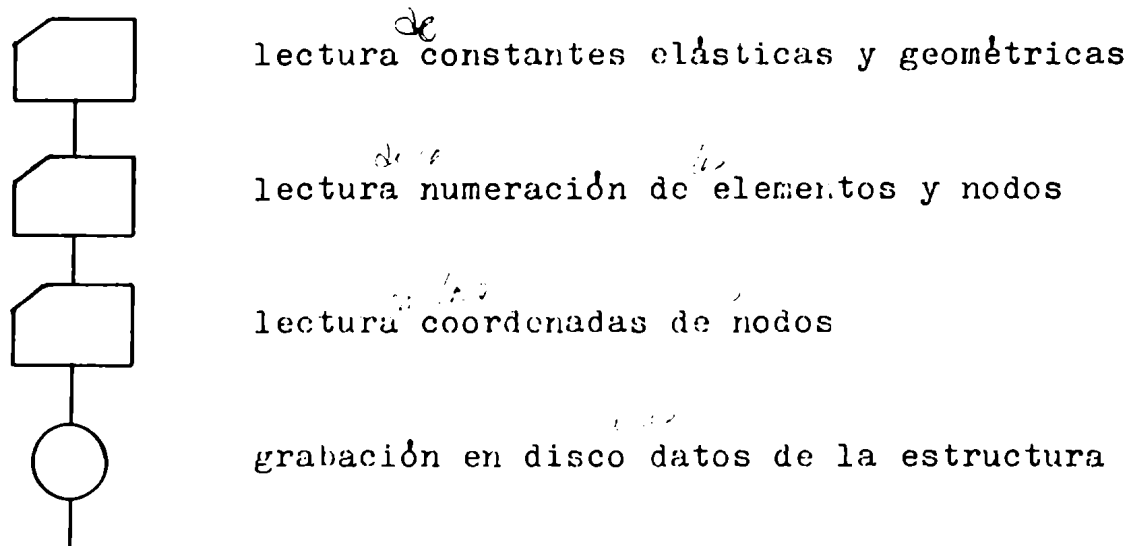 lectura de constantes elásticas y geométricas
lectura numeración de elementos y nodos
lectura coordenadas de nodos
grabación en disco datos de la estructura